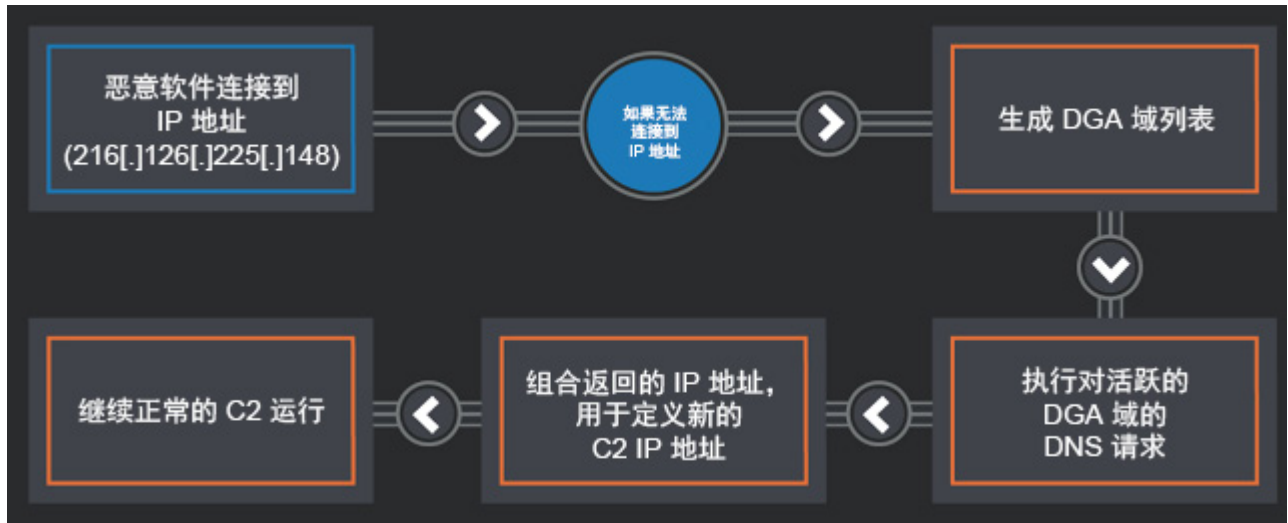 恶意软件连接到
IP 地址
(216[.]126[.]225[.]148)
如果无法
连接到
IP 地址
生成 DGA 域列表
执行对活跃的
DGA 域的
DNS 请求
组合返回的 IP 地址，
用于定义新的
C2 IP 地址
继续正常的 C2 运行